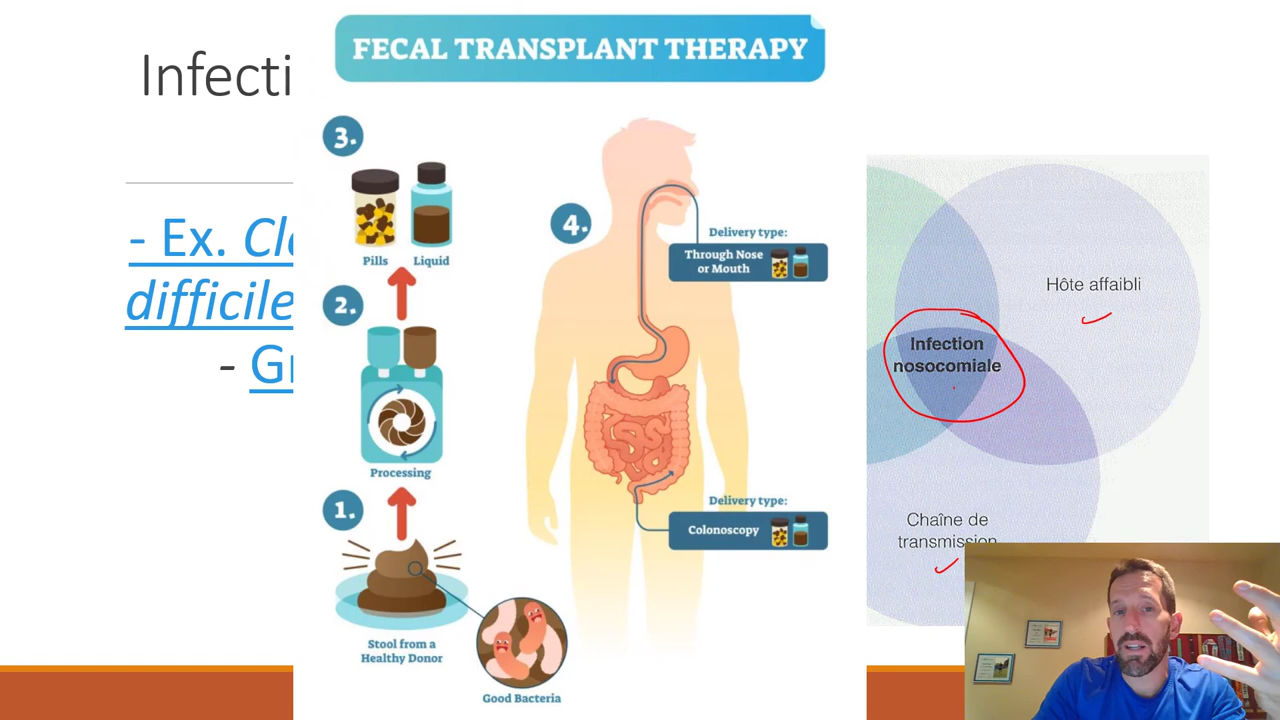 FECAL TRANSPLANT THERAPY
Infecti
- Ex. Cl
difficile
- G
3.
Pills
Liquid
2.
Processing
1.
Stool from a
Healthy Donor
Good Bacteria
4.
Delivery type:
Through Nose
or Mouth
Delivery type:
Colonoscopy
Hôte affaibli
Infection
nosocomiale
Chaîne de
transmission